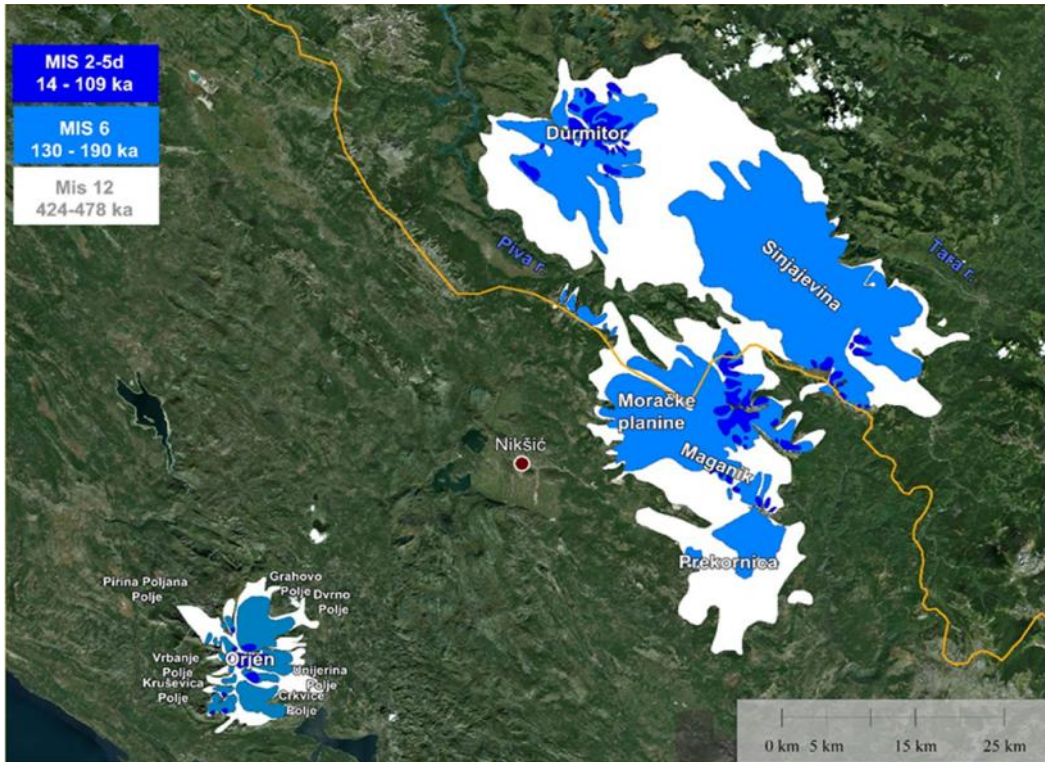 MIS 2-5d
14 - 109 ka
MIS 6
130 - 190 ka
Mis 12
424-478 ka
Durmitor
Piva r.
Sinjajevina
Tara r.
Moračke
planine
Nikšić
Maganik
Prekornica
Pirina Poljana
Polje
Grahovo
Polje
Dvrno
Polje
Vrbanje
Polje
Orjen
Unijerina
Polje
Kruševica
Polje
Crkvice
Polje
0 km 5 km 15 km 25 km